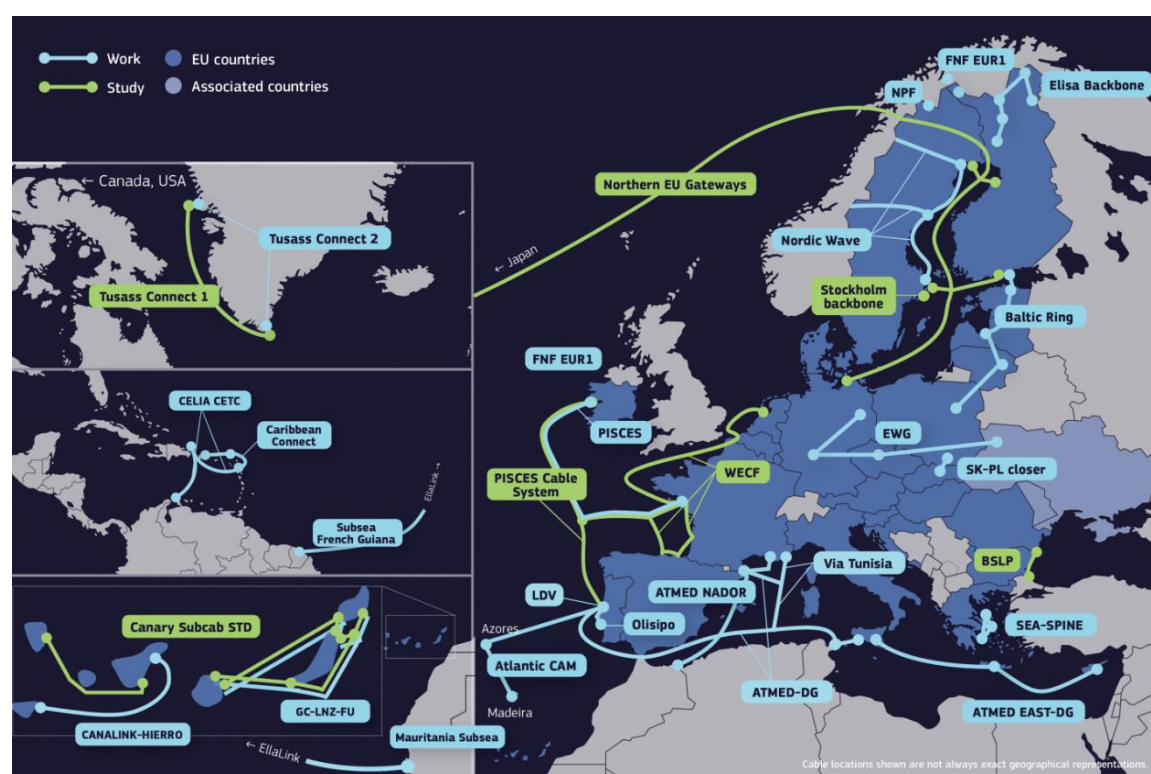 Work
EU countries
Study
Associated countries
FNF EUR1
Elisa Backbone
NPF
← Canada, USA
Northern EU Gateways
Tusass Connect 2
Nordic Wave
← Japan
Tusass Connect 1
Stockholm
backbone
Baltic Ring
FNF EUR1
CELIA CETC
Caribbean
Connect
PISCES
EWG
SK-PL closer
PISCES Cable
System
WECF
EllaLink →
Subsea
French Guiana
Via Tunisia
BSLP
LDV
ATMED NADOR
Canary Subcab STD
Azores
Olisipo
SEA-SPINE
Atlantic CAM
ATMED-DG
GC-LNZ-FU
Madeira
ATMED EAST-DG
CANALINK-HIERRO
Mauritania Subsea
← EllaLink
Cable locations shown are not always exact geographical representations.